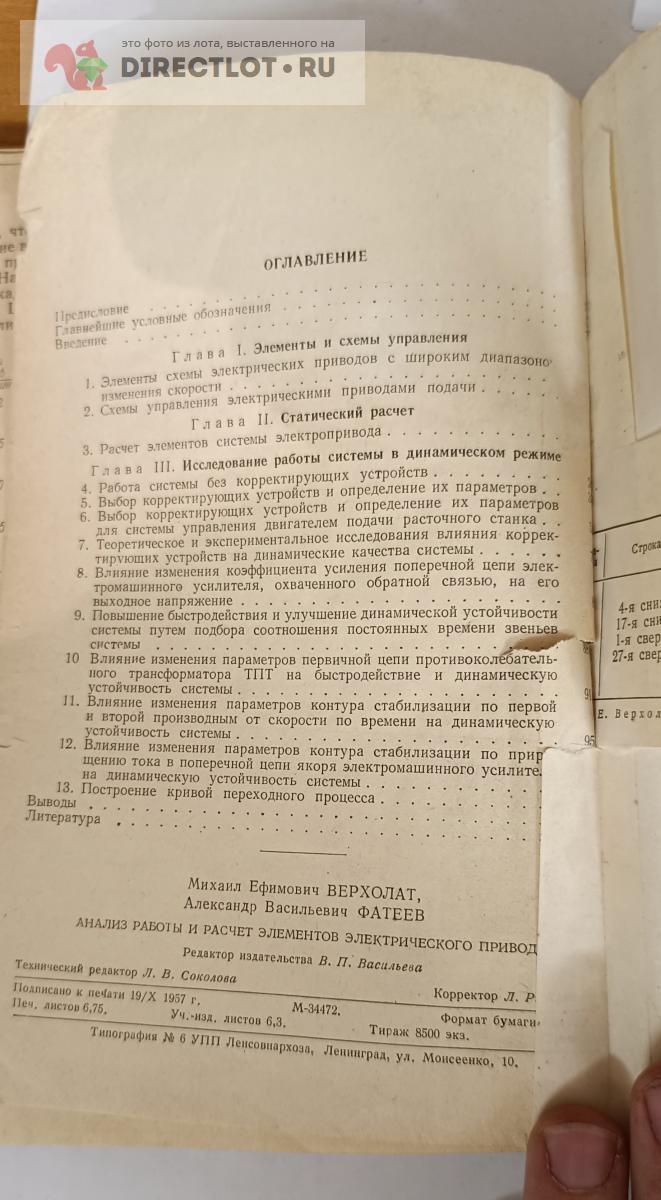 это фото из лота, выставленного на
DIRECTLOT•RU
ОГЛАВЛЕНИЕ
Предисловие
Главнейшие условные обозначения
Введение
Глава I. Элементы и схемы управления
1. Элементы схемы электрических приводов с широким диапазоно
изменения скорости
2. Схемы управления электрическими приводами подачи
Глава II. Статический расчет
3. Расчет элементов системы электропривода
Глава III. Исследование работы системы в динамическом режиме
4. Работа системы без корректирующих устройств
5. Выбор корректирующих устройств и определение их параметров
6. Выбор корректирующих устройств и определение их параметров
для системы управления двигателем подачи расточного станка
7. Теоретическое и экспериментальное исследования влияния коррек-
тирующих устройств на динамические качества системы
8. Влияние изменения коэффициента усиления поперечной цепи элек-
тромашинного усилителя, охваченного обратной связью, на его
выходное напряжение
9. Повышение быстродействия и улучшение динамической устойчивости
системы путем подбора соотношения постоянных времени звеньев
системы
10 Влияние изменения параметров первичной цепи противоколебатель-
ного трансформатора ТПТ на быстродействие и динамическую
устойчивость системы
11. Влияние изменения параметров контура стабилизации по первой
и второй производным от скорости по времени на динамическую
устойчивость системы 95
12. Влияние изменения параметров контура стабилизации по прир
щению тока в поперечной цепи якоря электромашинного усилите
на динамическую устойчивость системы
13. Построение кривой переходного процесса
Выводы
Литература
Михаил Ефимович ВЕРХОЛАТ,
Александр Васильевич ФАТЕЕВ
АНАЛИЗ РАБОТЫ И РАСЧЕТ ЭЛЕМЕНТОВ ЭЛЕКТРИЧЕСКОГО ПРИВОД
Редактор издательства В. П. Васильева
Технический редактор Л. В. Соколова
Корректор Л. Р
Подписано к печати 19/X 1957 г.
М-34472.
Формат бумаги
Печ. листов 6,75.
Уч.-изд. листов 6,3.
Тираж 8500 экз.
Типография № 6 УПП Ленсовнархоза, Ленинград, ул. Моисеенко, 10.
Строка
4-я сни
17-я сни
1-я свер
27-я свер
Е. Верхол